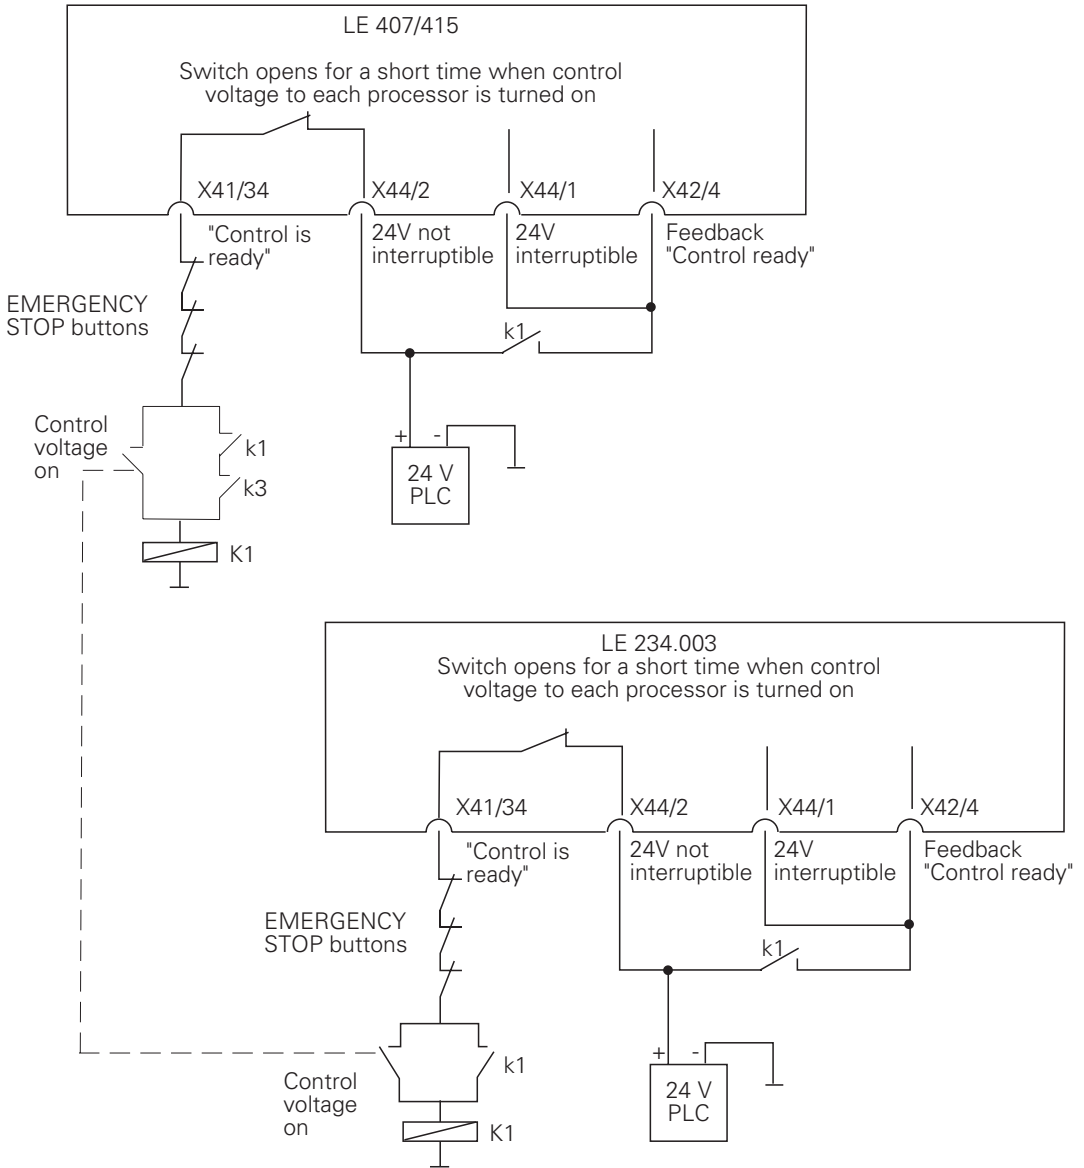 LE 407/415
Switch opens for a short time when control
voltage to each processor is turned on
X41/34
X44/2
X44/1
X42/4
"Control is
ready"
24V not
interruptible
24V
interruptible
Feedback
"Control ready"
EMERGENCY
STOP buttons
k1
Control
voltage
on
k1
k3
+ -
24 V
PLC
K1
LE 234.003
Switch opens for a short time when control
voltage to each processor is turned on
X41/34
X44/2
X44/1
X42/4
"Control is
ready"
24V not
interruptible
24V
interruptible
Feedback
"Control ready"
EMERGENCY
STOP buttons
k1
+ -
24 V
PLC
k1
Control
voltage
on
K1